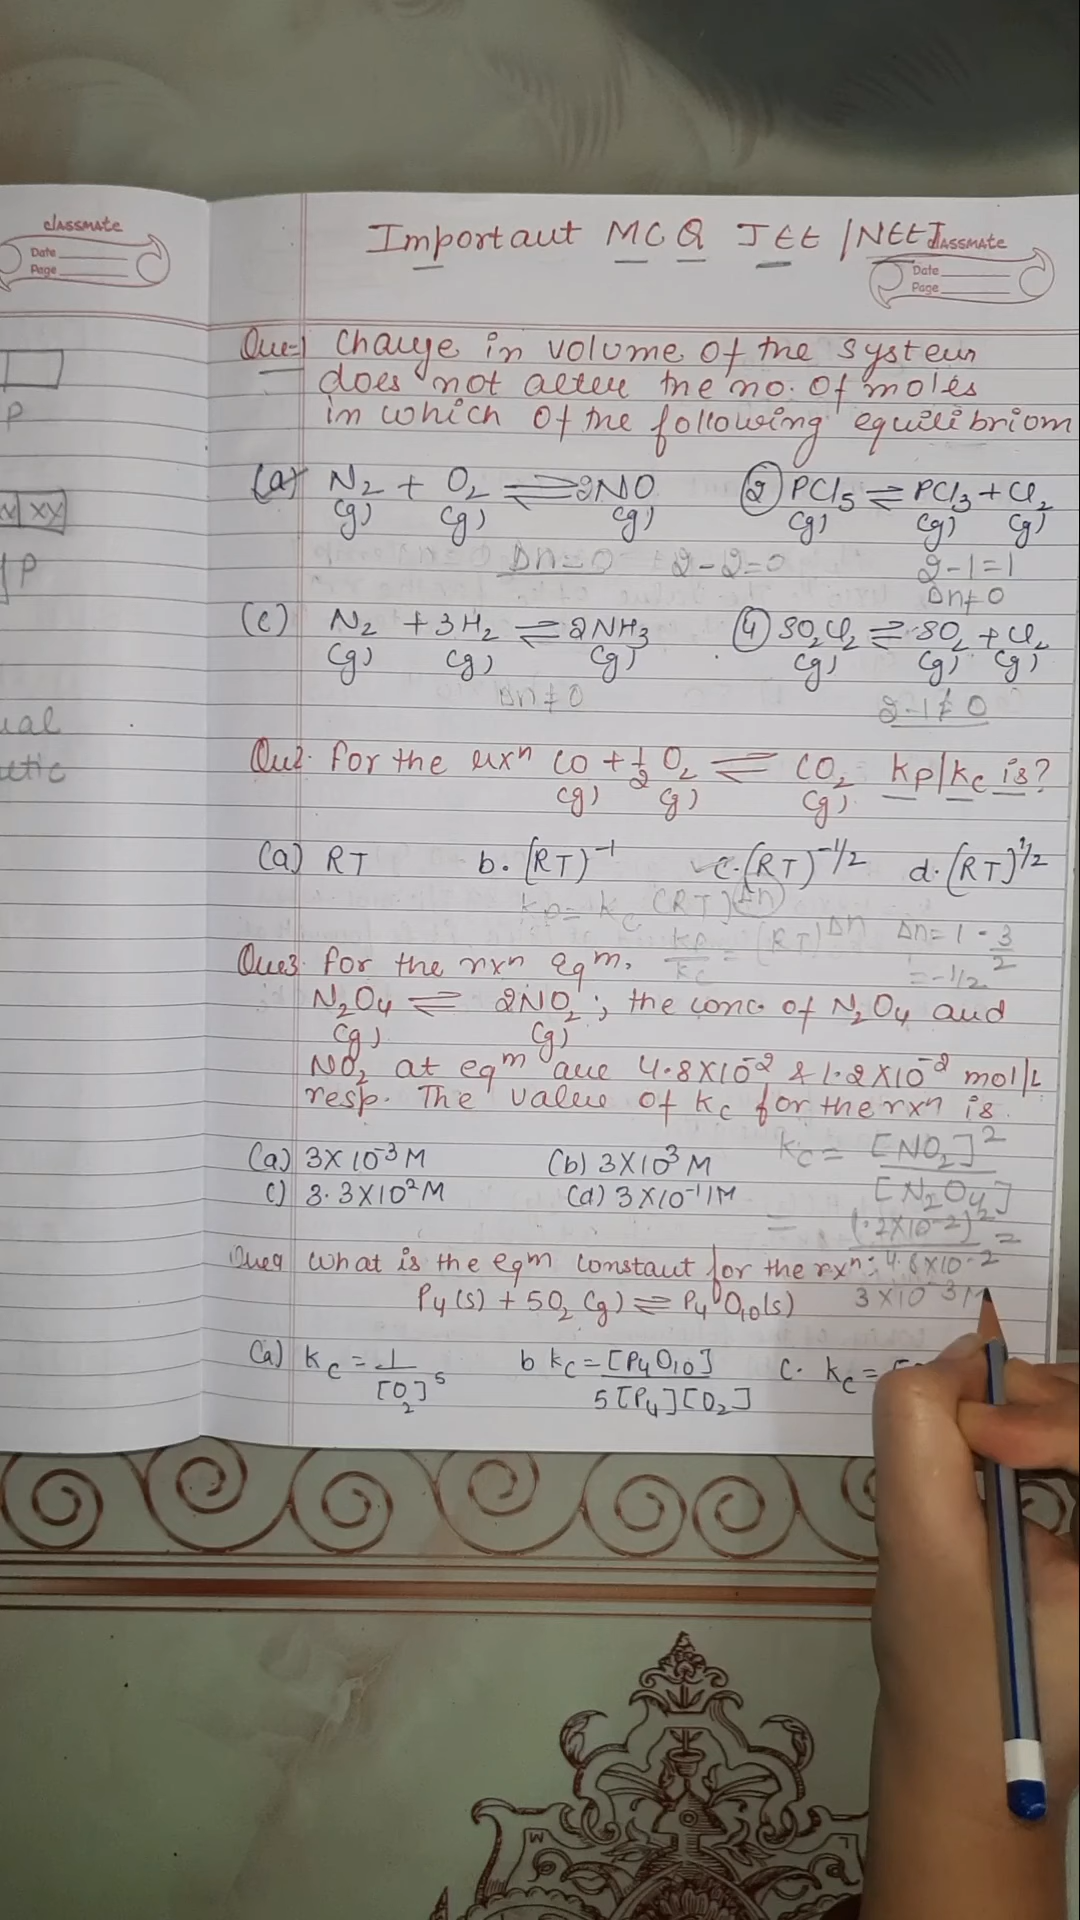 classmate
Date
Page
Important MCQ JEE /NEET
classmate
Date
Page
Que-1 change in volume of the system
does not alter the no. of moles
in which of the following equilibriom
(a) N2 + O2 ⇌ 2NO (2) PCl5 ⇌ PCl3 + Cl2
(g) (g) (g) (g) (g) (g)
Δn=0 2-2=0 2-1=1
Δn≠0
(c) N2 + 3H2 ⇌ 2NH3 (4) SO2Cl2 ⇌ SO2 + Cl2
(g) (g) (g) (g) (g) (g)
Δn≠0 2-1≠0
Que2. for the rxn CO + 1/2 O2 ⇌ CO2 kp/kc is?
(g) (g) (g)
(a) RT b. (RT)^-1 c. (RT)^-1/2 d. (RT)^1/2
kp = kc (RT)^Δn
kp/kc = (RT)^Δn Δn = 1 - 3/2
= -1/2
Que3. for the rxn eqm.
N2O4 ⇌ 2NO2 ; the conc of N2O4 and
(g) (g)
NO2 at eqm are 4.8×10^-2 & 1.2×10^-2 mol/L
resp. The value of kc for the rxn is.
(a) 3×10^-3 M (b) 3×10^3 M
c) 3.3×10^2 M (d) 3×10^-1 M
kc = [NO2]^2
[N2O4]
= (1.2×10^-2)^2 =
4.8×10^-2
3×10^-3 M
Que4 What is the eqm constant for the rxn:
P4(s) + 5O2(g) ⇌ P4O10(s)
(a) kc = 1/[O2]^5 b kc = [P4O10] / 5[P4][O2] c. kc =
P
XY
P
ual
etic